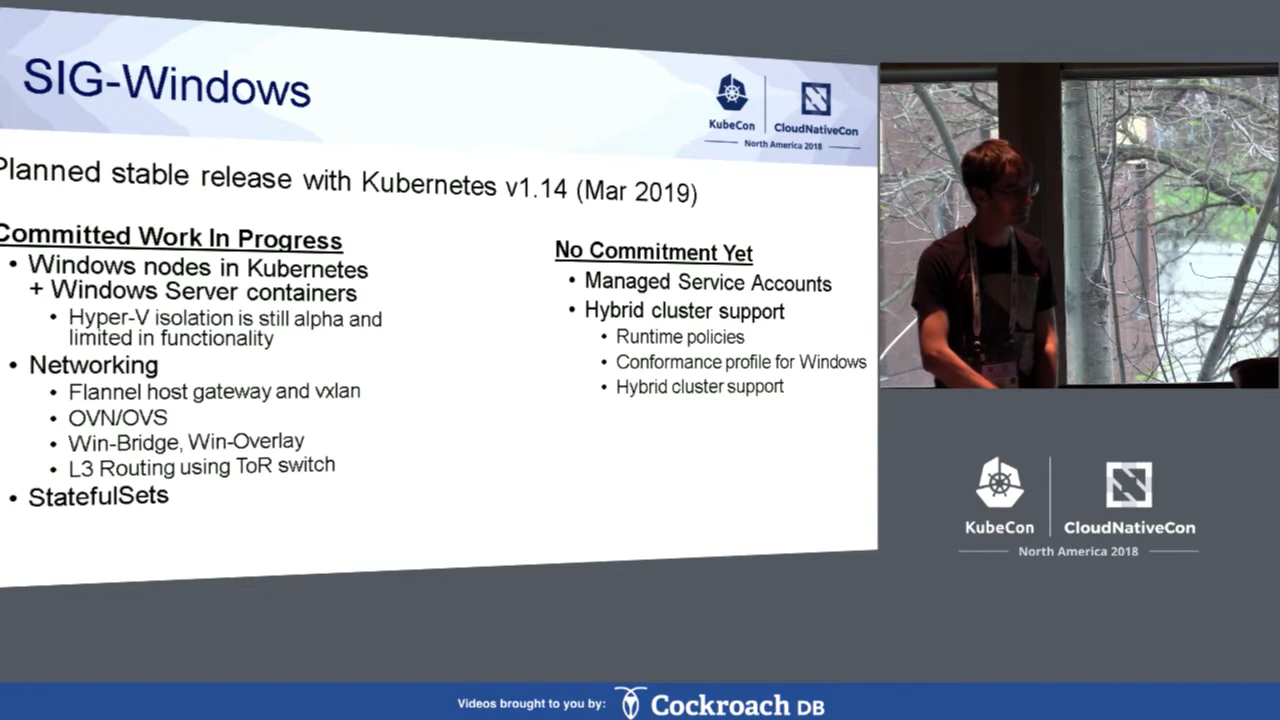 SIG-Windows
KubeCon
CloudNativeCon
North America 2018
Planned stable release with Kubernetes v1.14 (Mar 2019)
Committed Work In Progress
• Windows nodes in Kubernetes
+ Windows Server containers
• Hyper-V isolation is still alpha and
limited in functionality
• Networking
• Flannel host gateway and vxlan
• OVN/OVS
• Win-Bridge, Win-Overlay
• L3 Routing using ToR switch
• StatefulSets
No Commitment Yet
• Managed Service Accounts
• Hybrid cluster support
• Runtime policies
• Conformance profile for Windows
• Hybrid cluster support
KubeCon
CloudNativeCon
North America 2018
Videos brought to you by:
Cockroach DB